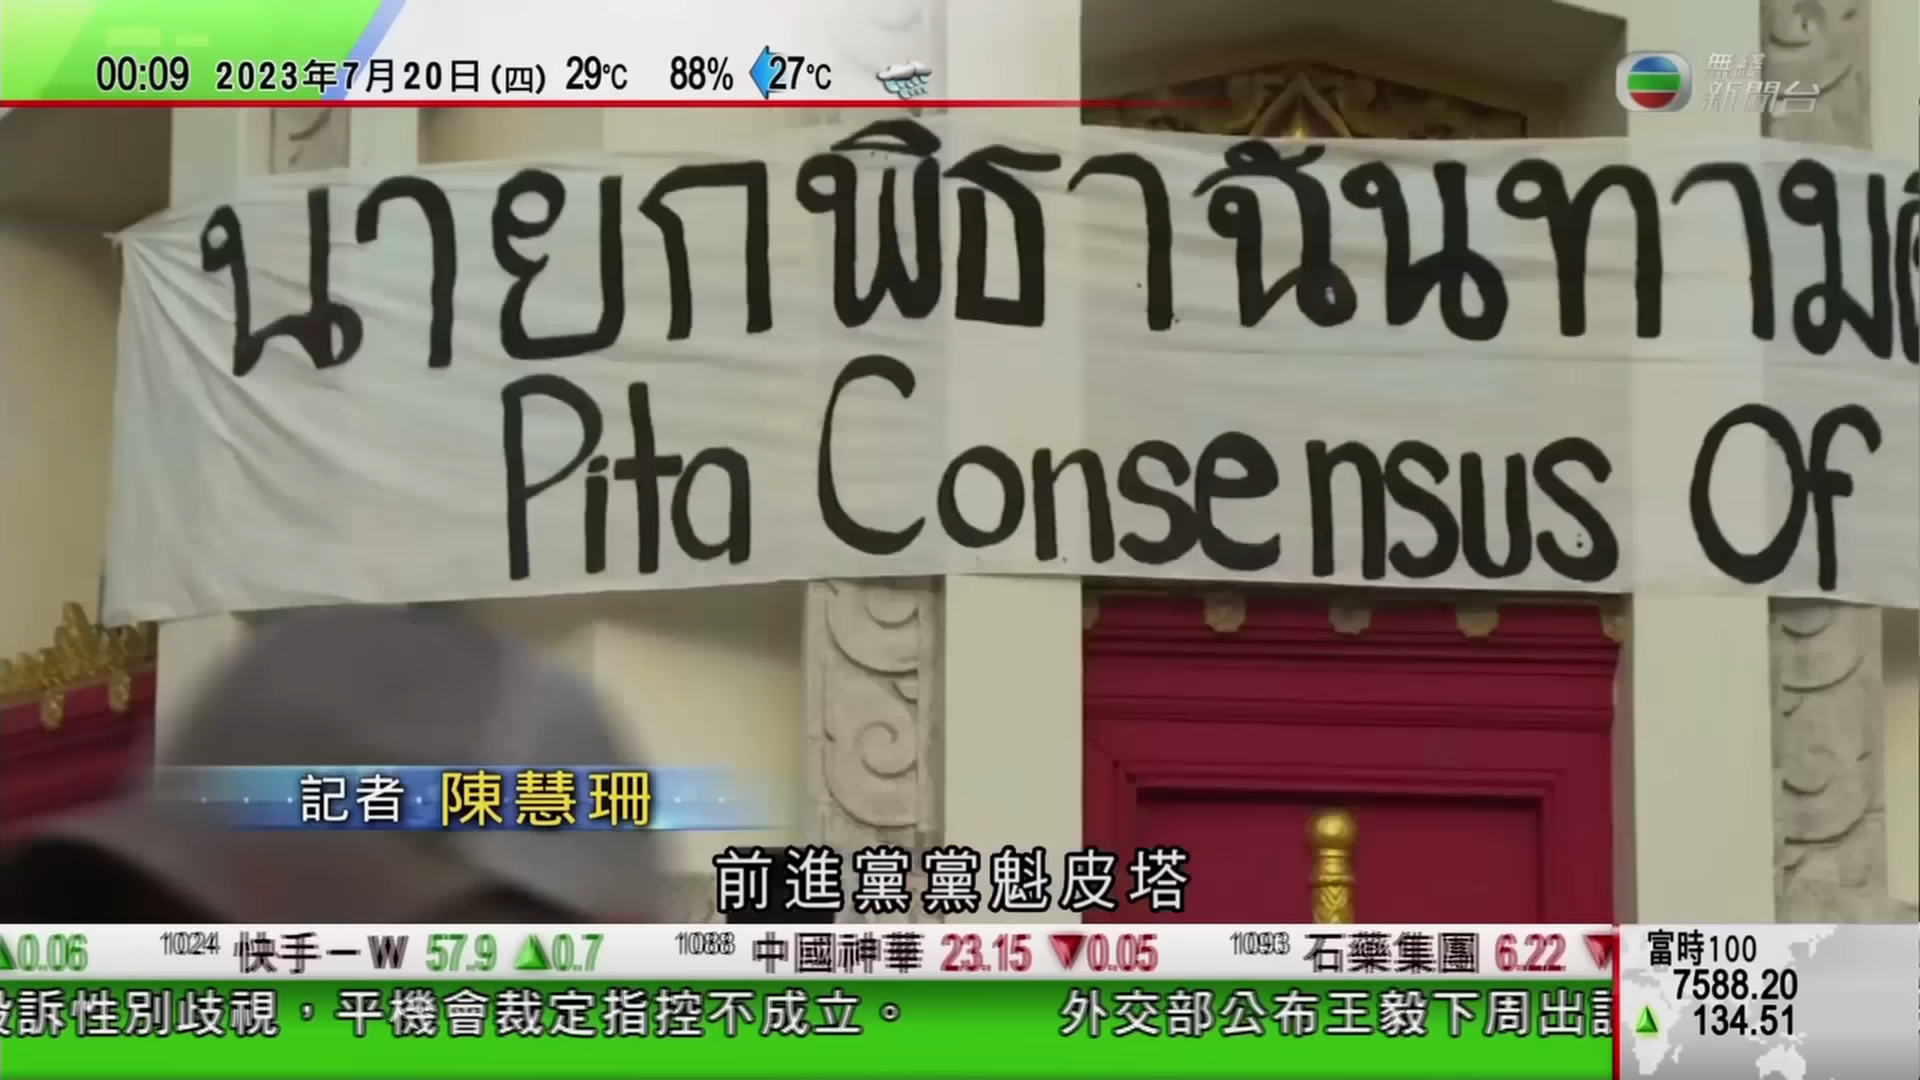 00:09 2023年7月20日(四) 29℃ 88% 27℃
無綫
新聞台
นายกพิธาฉันทามติ
Pita Consensus Of
記者 陳慧珊
前進黨黨魁皮塔
▲0.06 1024 快手－W 57.9 ▲0.7 1088 中國神華 23.15 ▼0.05 1093 石藥集團 6.22 ▼
富時100
7588.20
▲ 134.51
訴性別歧視，平機會裁定指控不成立。 外交部公布王毅下周出